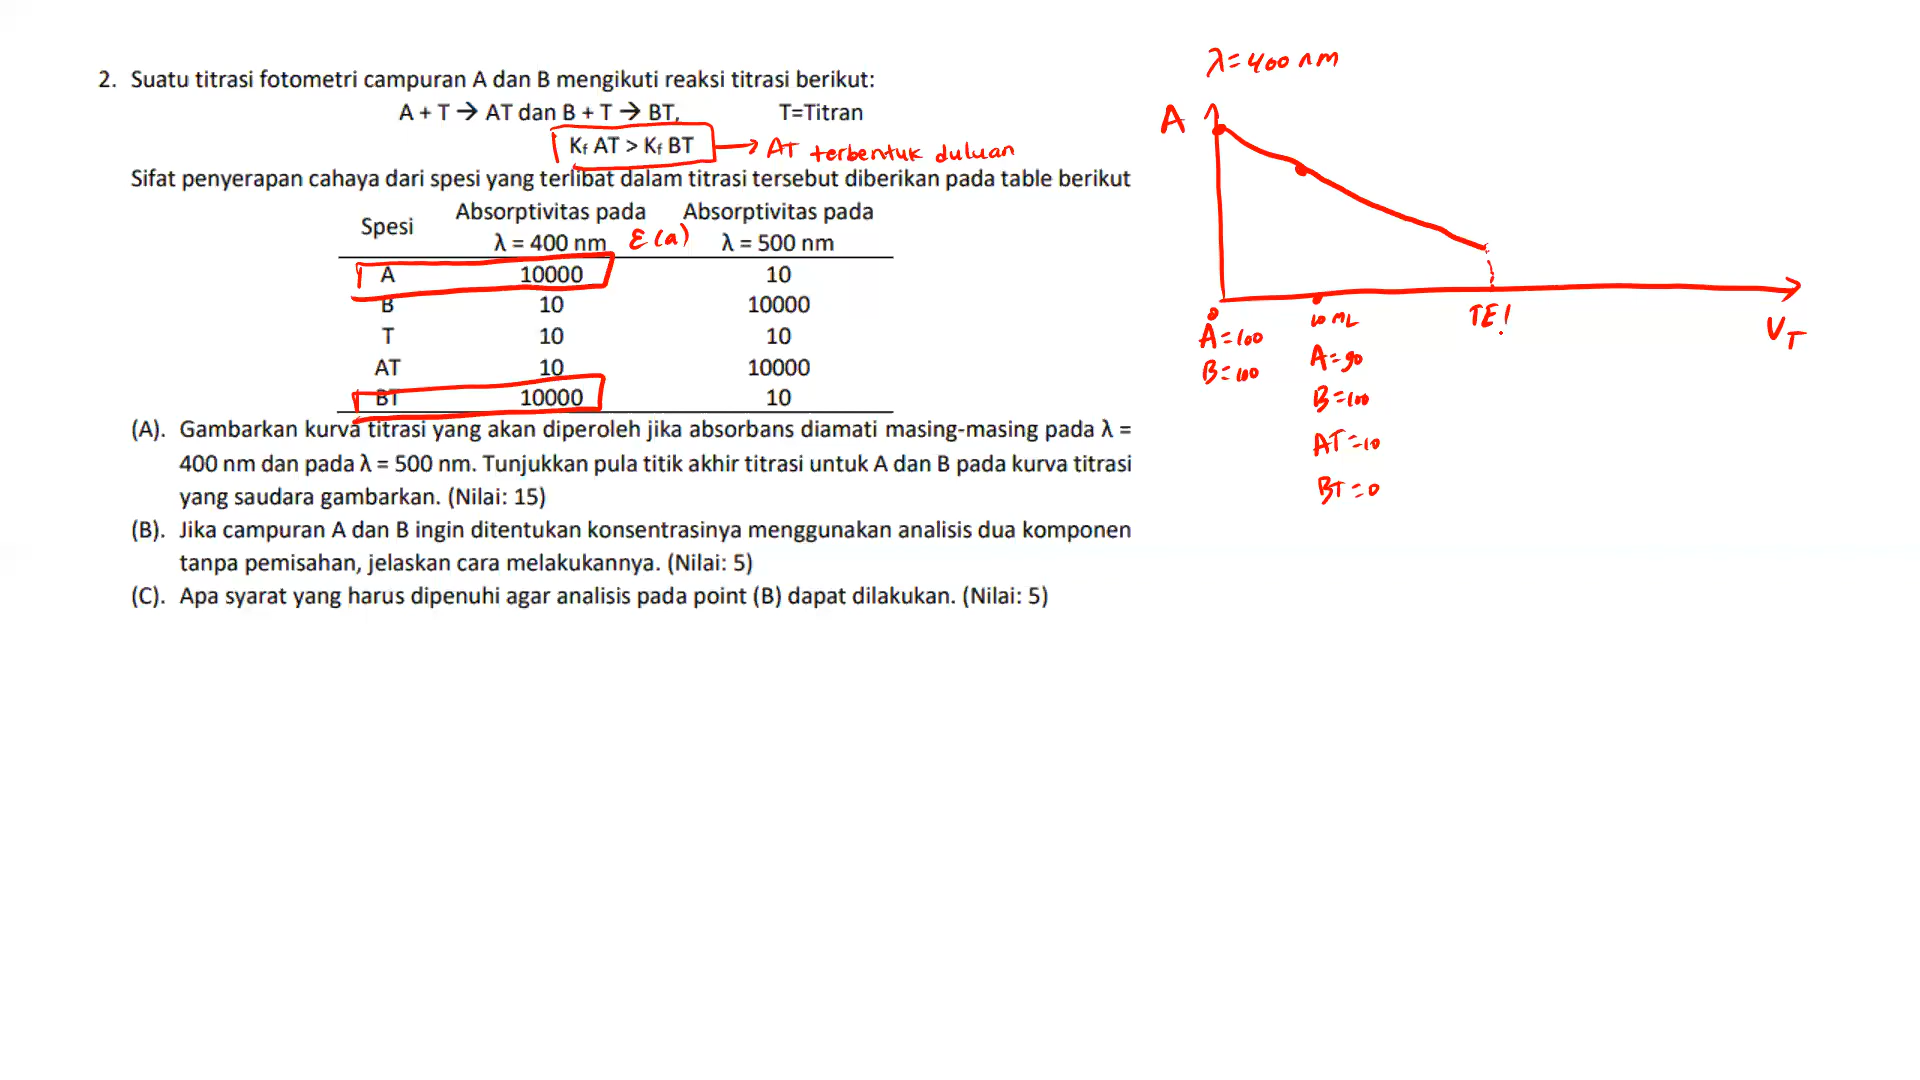 2. Suatu titrasi fotometri campuran A dan B mengikuti reaksi titrasi berikut:
A + T → AT dan B + T → BT, T=Titran
Kf AT > Kf BT → AT terbentuk duluan
Sifat penyerapan cahaya dari spesi yang terlibat dalam titrasi tersebut diberikan pada table berikut
Spesi Absorptivitas pada λ = 400 nm ε(a) Absorptivitas pada λ = 500 nm
A 10000 10
B 10 10000
T 10 10
AT 10 10000
BT 10000 10
(A). Gambarkan kurva titrasi yang akan diperoleh jika absorbans diamati masing-masing pada λ =
400 nm dan pada λ = 500 nm. Tunjukkan pula titik akhir titrasi untuk A dan B pada kurva titrasi
yang saudara gambarkan. (Nilai: 15)
(B). Jika campuran A dan B ingin ditentukan konsentrasinya menggunakan analisis dua komponen
tanpa pemisahan, jelaskan cara melakukannya. (Nilai: 5)
(C). Apa syarat yang harus dipenuhi agar analisis pada point (B) dapat dilakukan. (Nilai: 5)
λ = 400 nm
A
0
A = 100
B = 100
10 mL
A = 90
B = 100
AT = 10
BT = 0
TE!
VT